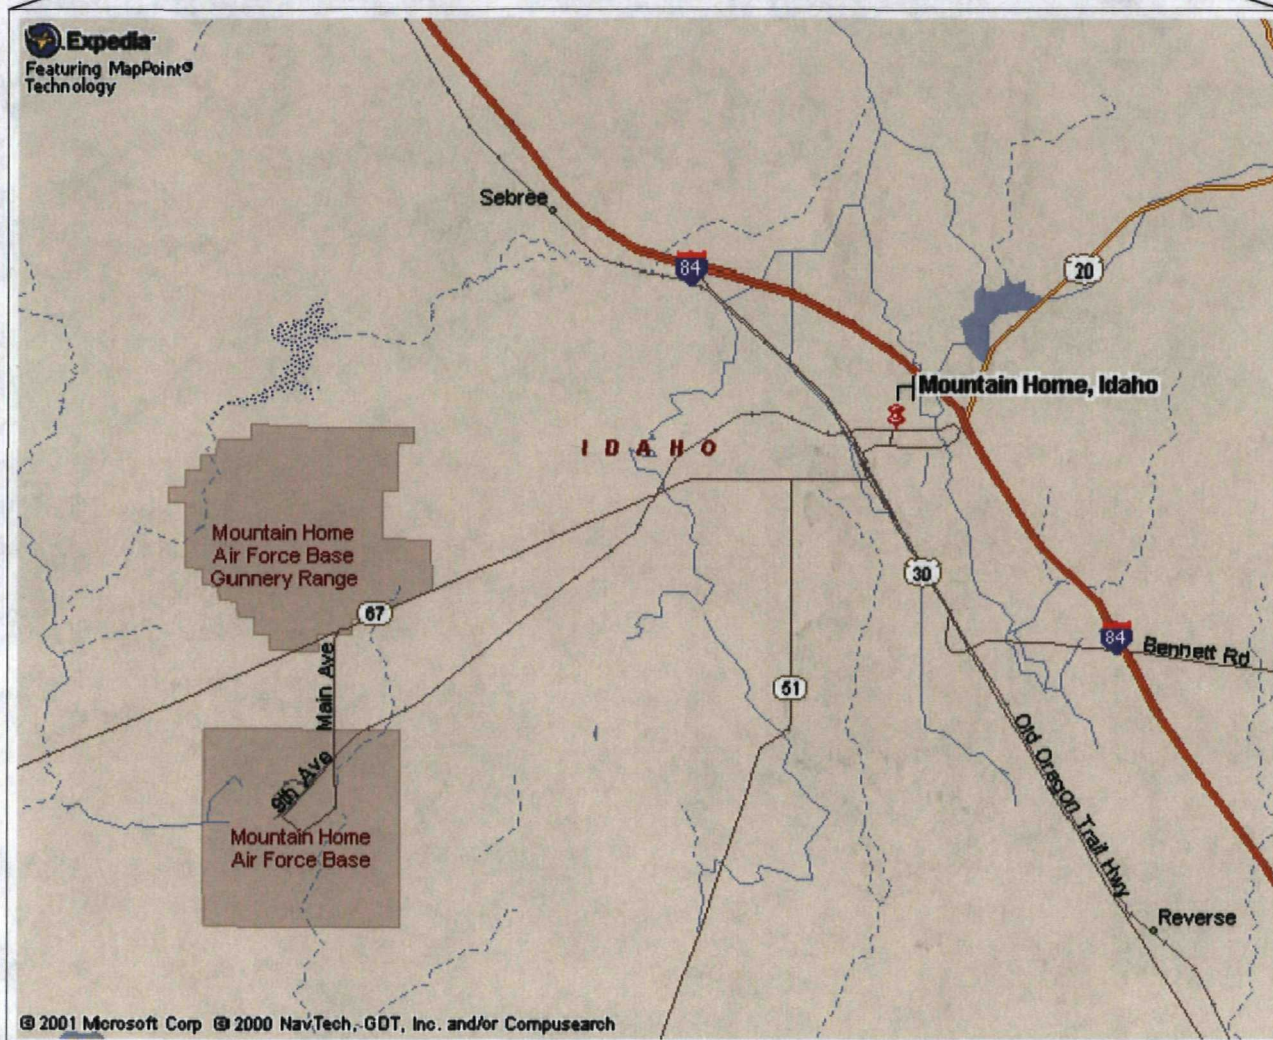 Expedia
Featuring MapPoint®
Technology
Sebree
84
20
Mountain Home, Idaho
IDAHO
Mountain Home
Air Force Base
Gunnery Range
67
30
84
Bennett Rd
Main Ave
51
9th Ave
Old Oregon Trail Hwy
Mountain Home
Air Force Base
Reverse
© 2001 Microsoft Corp © 2000 NavTech, GDT, Inc. and/or Compusearch